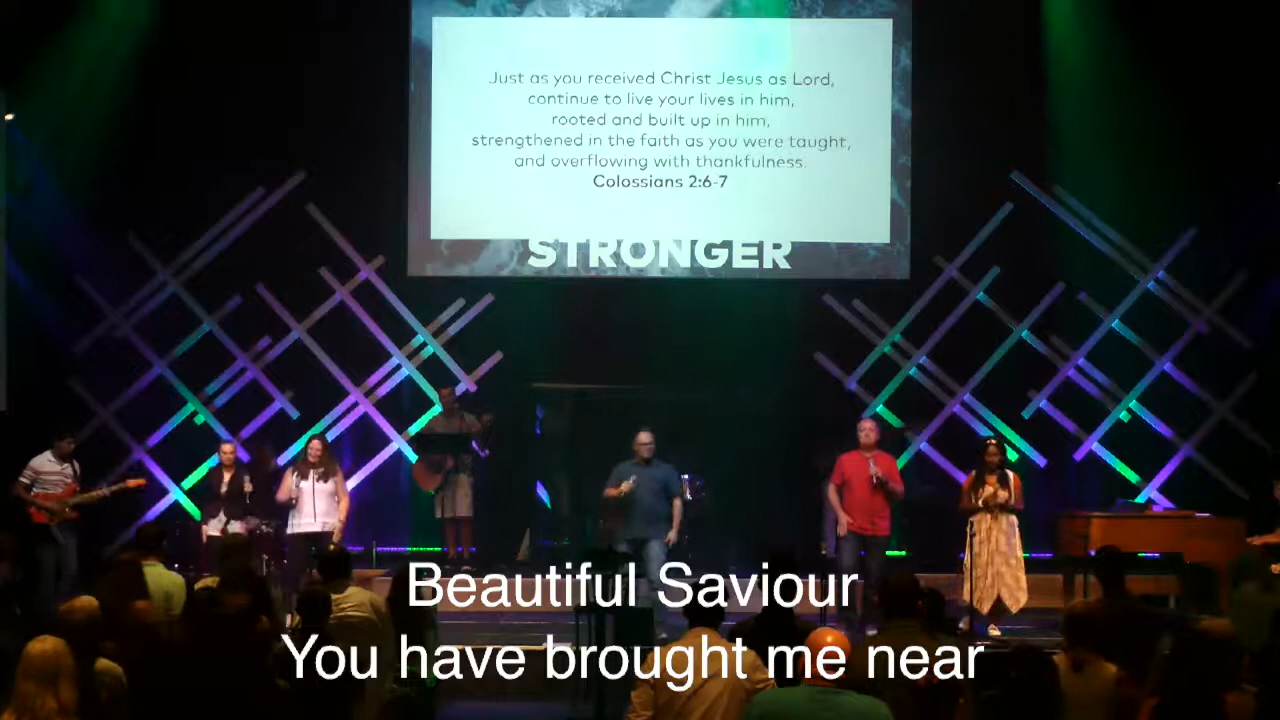 Just as you received Christ Jesus as Lord,
continue to live your lives in him,
rooted and built up in him,
strengthened in the faith as you were taught,
and overflowing with thankfulness.
Colossians 2:6-7
STRONGER
Beautiful Saviour
You have brought me near